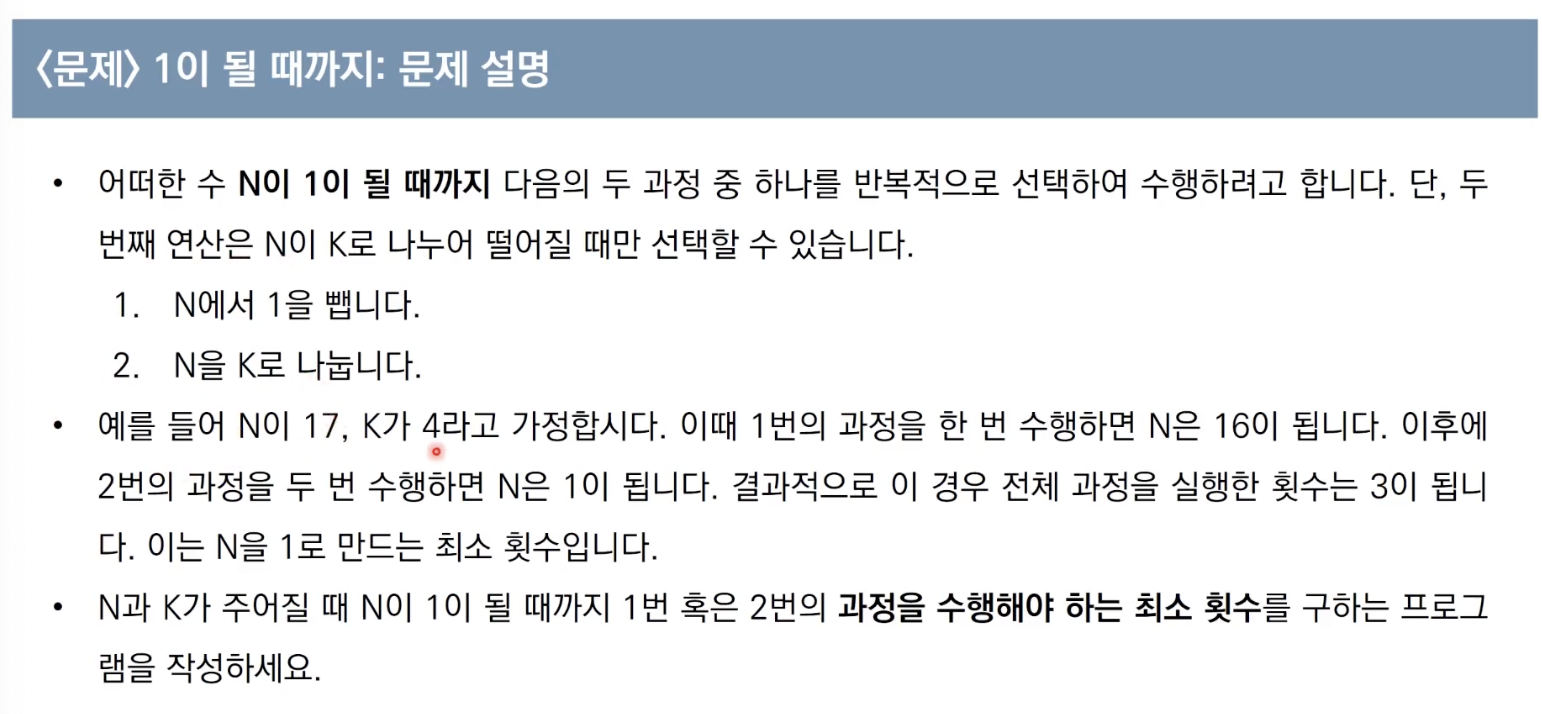 〈문제〉 1이 될 때까지: 문제 설명
• 어떠한 수 N이 1이 될 때까지 다음의 두 과정 중 하나를 반복적으로 선택하여 수행하려고 합니다. 단, 두
번째 연산은 N이 K로 나누어 떨어질 때만 선택할 수 있습니다.
1. N에서 1을 뺍니다.
2. N을 K로 나눕니다.
• 예를 들어 N이 17, K가 4라고 가정합시다. 이때 1번의 과정을 한 번 수행하면 N은 16이 됩니다. 이후에
2번의 과정을 두 번 수행하면 N은 1이 됩니다. 결과적으로 이 경우 전체 과정을 실행한 횟수는 3이 됩니
다. 이는 N을 1로 만드는 최소 횟수입니다.
• N과 K가 주어질 때 N이 1이 될 때까지 1번 혹은 2번의 과정을 수행해야 하는 최소 횟수를 구하는 프로그
램을 작성하세요.